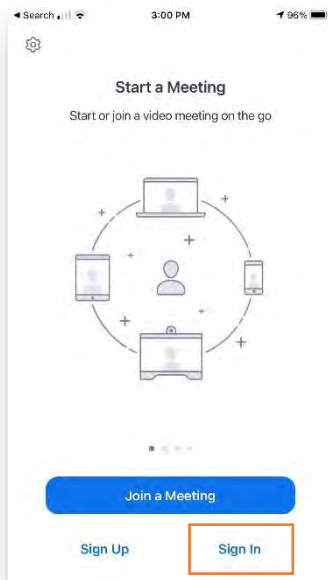 Search 3:00 PM 96%
Start a Meeting
Start or join a video meeting on the go
Join a Meeting
Sign Up Sign In